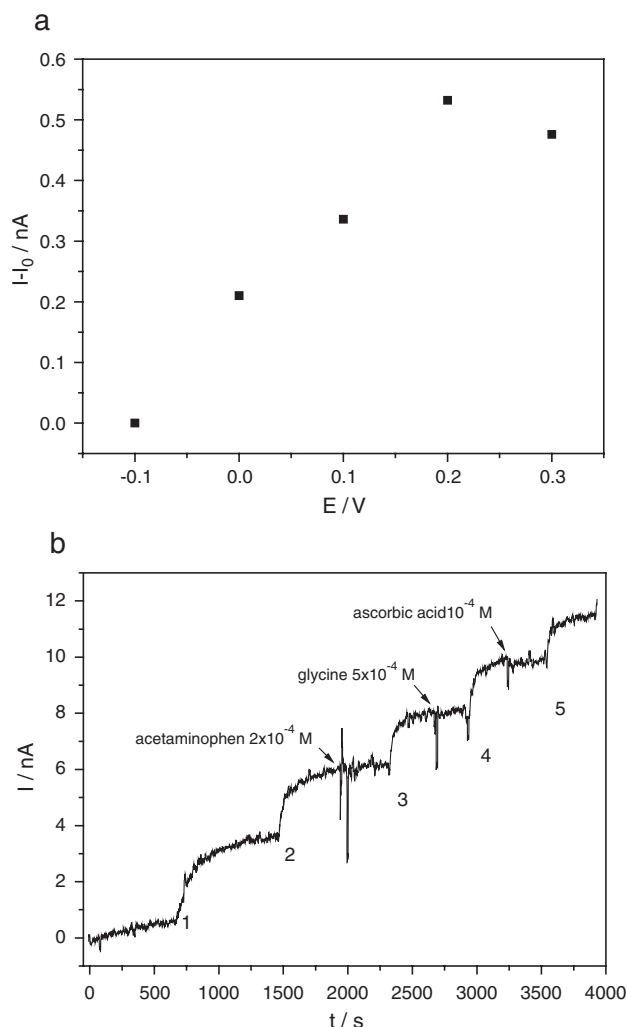 a
0.6
0.5
0.4
0.3
0.2
0.1
0.0
I-I₀ / nA
-0.1 0.0 0.1 0.2 0.3
E / V
b
12
10
8
6
4
2
0
I / nA
ascorbic acid10⁻⁴ M
glycine 5x10⁻⁴ M
acetaminophen 2x10⁻⁴ M
5
4
3
2
1
0 500 1000 1500 2000 2500 3000 3500 4000
t / s